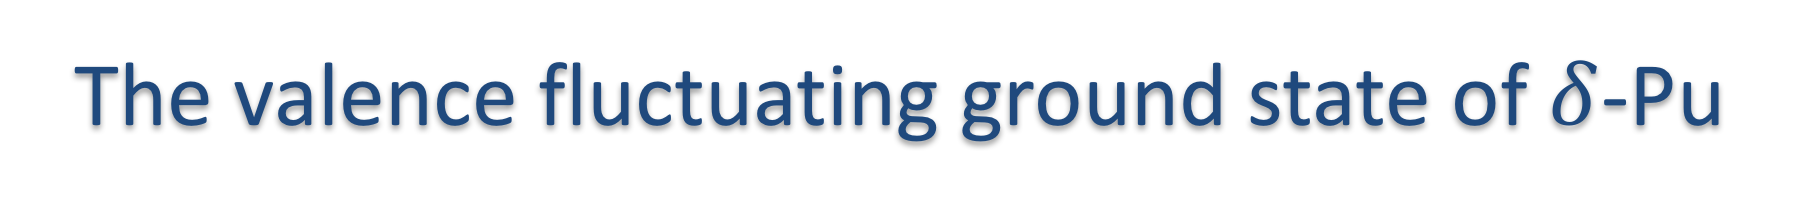 The valence fluctuating ground state of δ-Pu